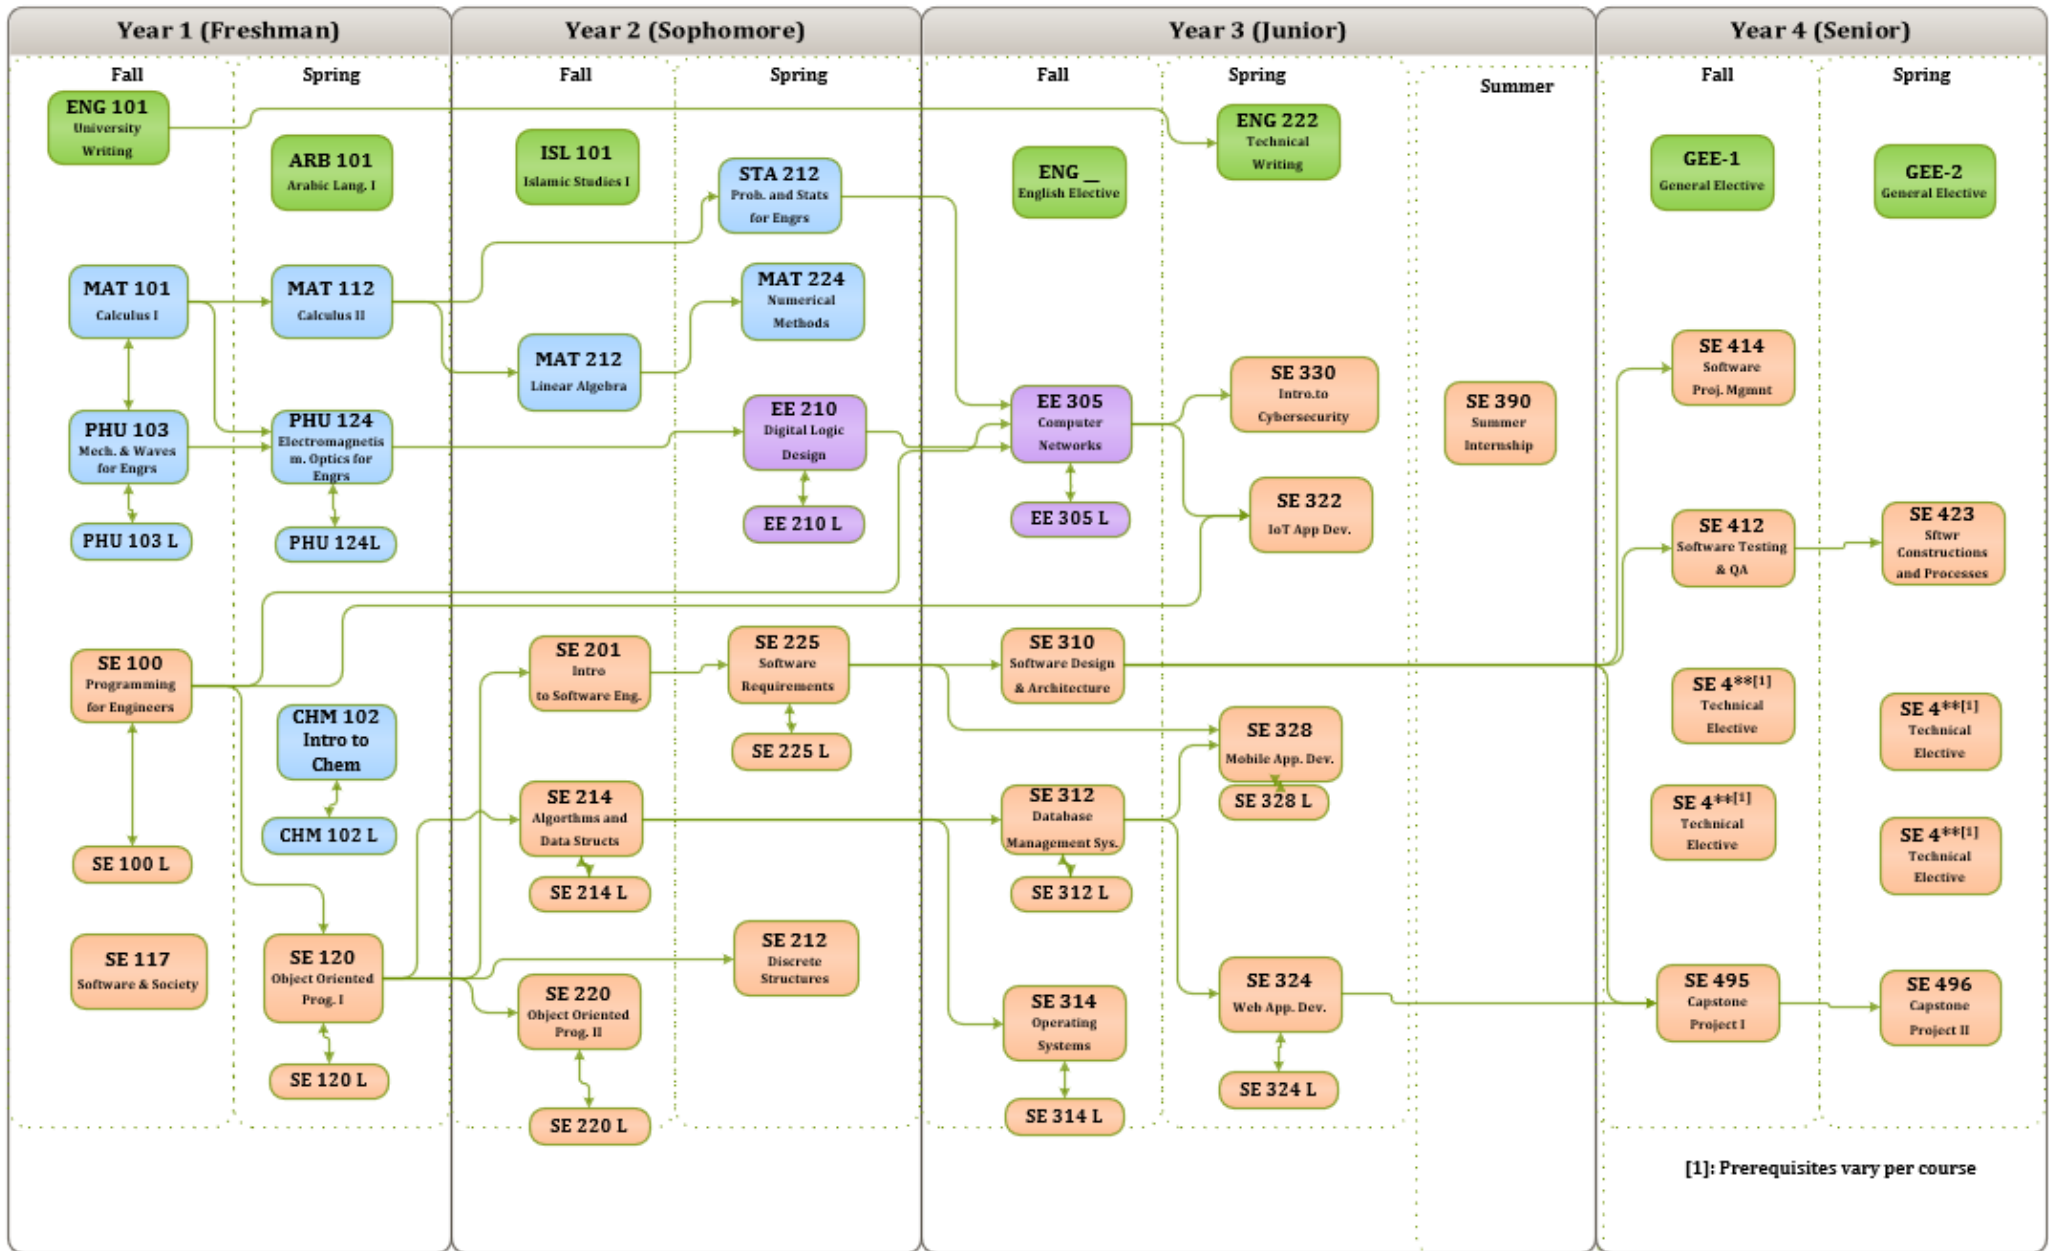 Year 1 (Freshman)
Fall
ENG 101
University
Writing
MAT 101
Calculus I
PHU 103
Mech. & Waves
for Engrs
PHU 103 L
SE 100
Programming
for Engineers
SE 100 L
SE 117
Software & Society
Spring
ARB 101
Arabic Lang. I
MAT 112
Calculus II
PHU 124
Electromagnetis
m. Optics for
Engrs
PHU 124L
CHM 102
Intro to
Chem
CHM 102 L
SE 120
Object Oriented
Prog. I
SE 120 L
Year 2 (Sophomore)
Fall
ISL 101
Islamic Studies I
MAT 212
Linear Algebra
SE 201
Intro
to Software Eng.
SE 214
Algorthms and
Data Structs
SE 214 L
SE 220
Object Oriented
Prog. II
SE 220 L
Spring
STA 212
Prob. and Stats
for Engrs
MAT 224
Numerical
Methods
EE 210
Digital Logic
Design
EE 210 L
SE 225
Software
Requirements
SE 225 L
SE 212
Discrete
Structures
Year 3 (Junior)
Fall
ENG __
English Elective
EE 305
Computer
Networks
EE 305 L
SE 310
Software Design
& Architecture
SE 312
Database
Management Sys.
SE 312 L
SE 314
Operating
Systems
SE 314 L
Spring
ENG 222
Technical
Writing
SE 330
Intro.to
Cybersecurity
SE 322
IoT App Dev.
SE 328
Mobile App. Dev.
SE 328 L
SE 324
Web App. Dev.
SE 324 L
Summer
SE 390
Summer
Internship
Year 4 (Senior)
Fall
GEE-1
General Elective
SE 414
Software
Proj. Mgmnt
SE 412
Software Testing
& QA
SE 4**[1]
Technical
Elective
SE 4**[1]
Technical
Elective
SE 495
Capstone
Project I
Spring
GEE-2
General Elective
SE 423
Sftwr
Constructions
and Processes
SE 4**[1]
Technical
Elective
SE 4**[1]
Technical
Elective
SE 496
Capstone
Project II
[1]: Prerequisites vary per course